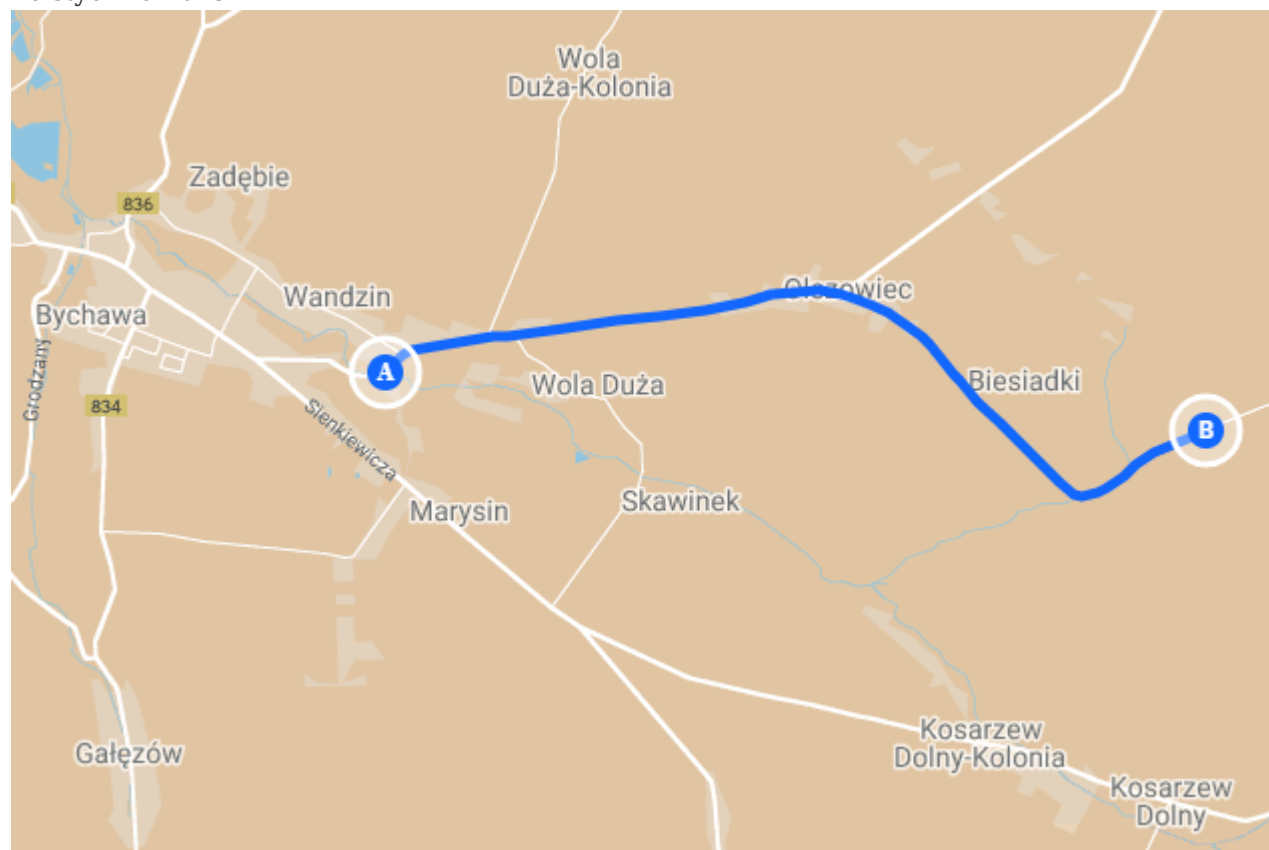 Wola
Duża-Kolonia
Zadębie
836
Wandzin
Olszowiec
Bychawa
Grodzany
Wola Duża
Biesiadki
A
B
834
Sienkiewicza
Marysin
Skawinek
Gałęzów
Kosarzew
Dolny-Kolonia
Kosarzew
Dolny